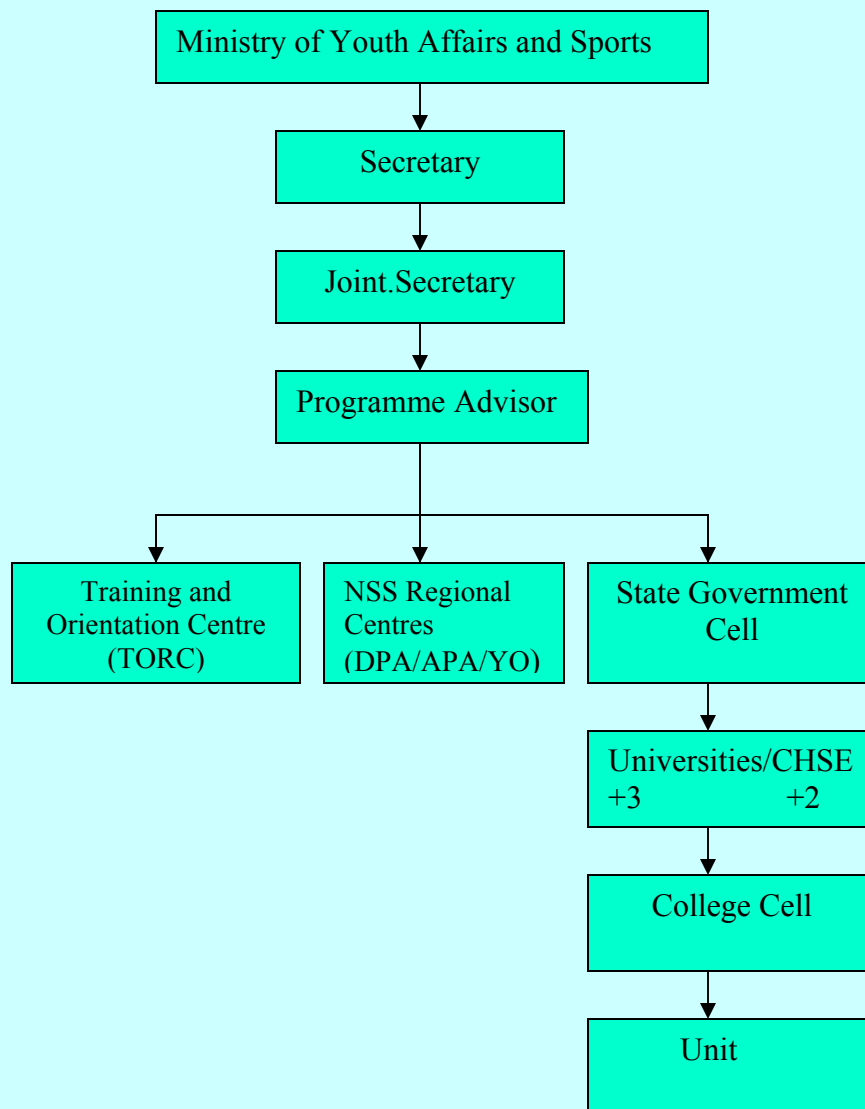 Ministry of Youth Affairs and Sports
Secretary
Joint.Secretary
Programme Advisor
Training and
Orientation Centre
(TORC)
NSS Regional
Centres
(DPA/APA/YO)
State Government
Cell
Universities/CHSE
+3 +2
College Cell
Unit